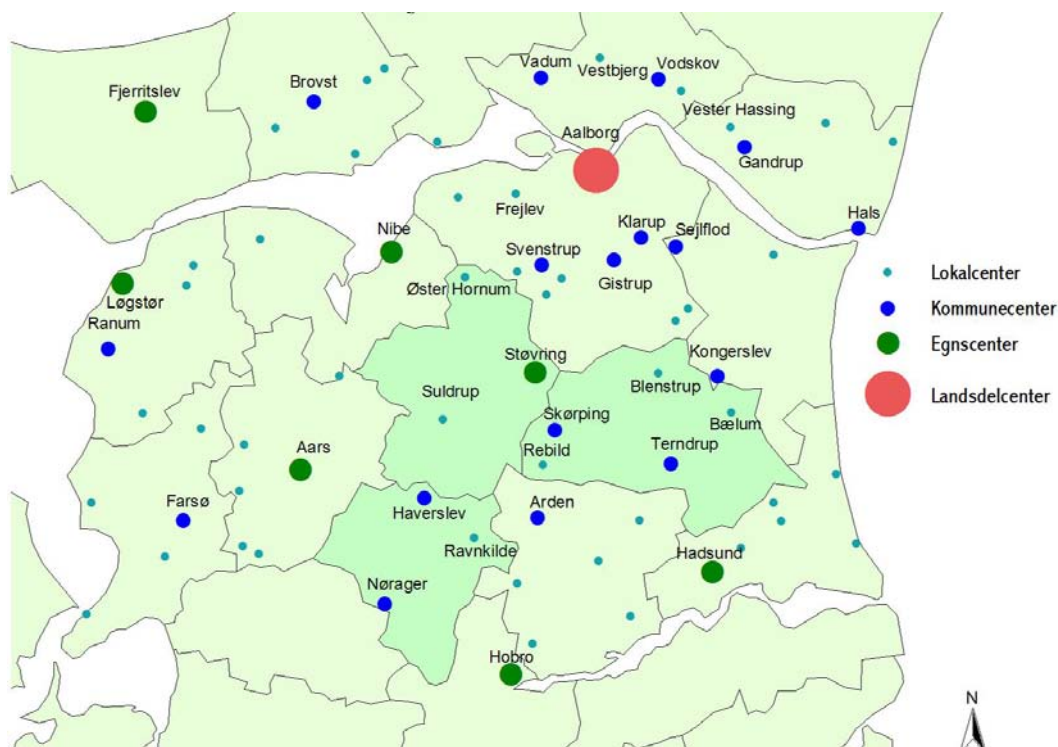 Vadum
Vestbjerg
Vodskov
Fjerritslev
Brovst
Vester Hassing
Aalborg
Gandrup
Frejlev
Nibe
Klarup
Sejlflod
Hals
Svenstrup
Gistrup
Øster Hornum
Løgstør
Ranum
Støvring
Kongerslev
Suldrup
Blenstrup
Skørping
Bælum
Rebild
Terndrup
Aars
Farsø
Haverslev
Arden
Ravnkilde
Hadsund
Nørager
Hobro
Lokalcenter
Kommunecenter
Egnscenter
Landsdelcenter
N